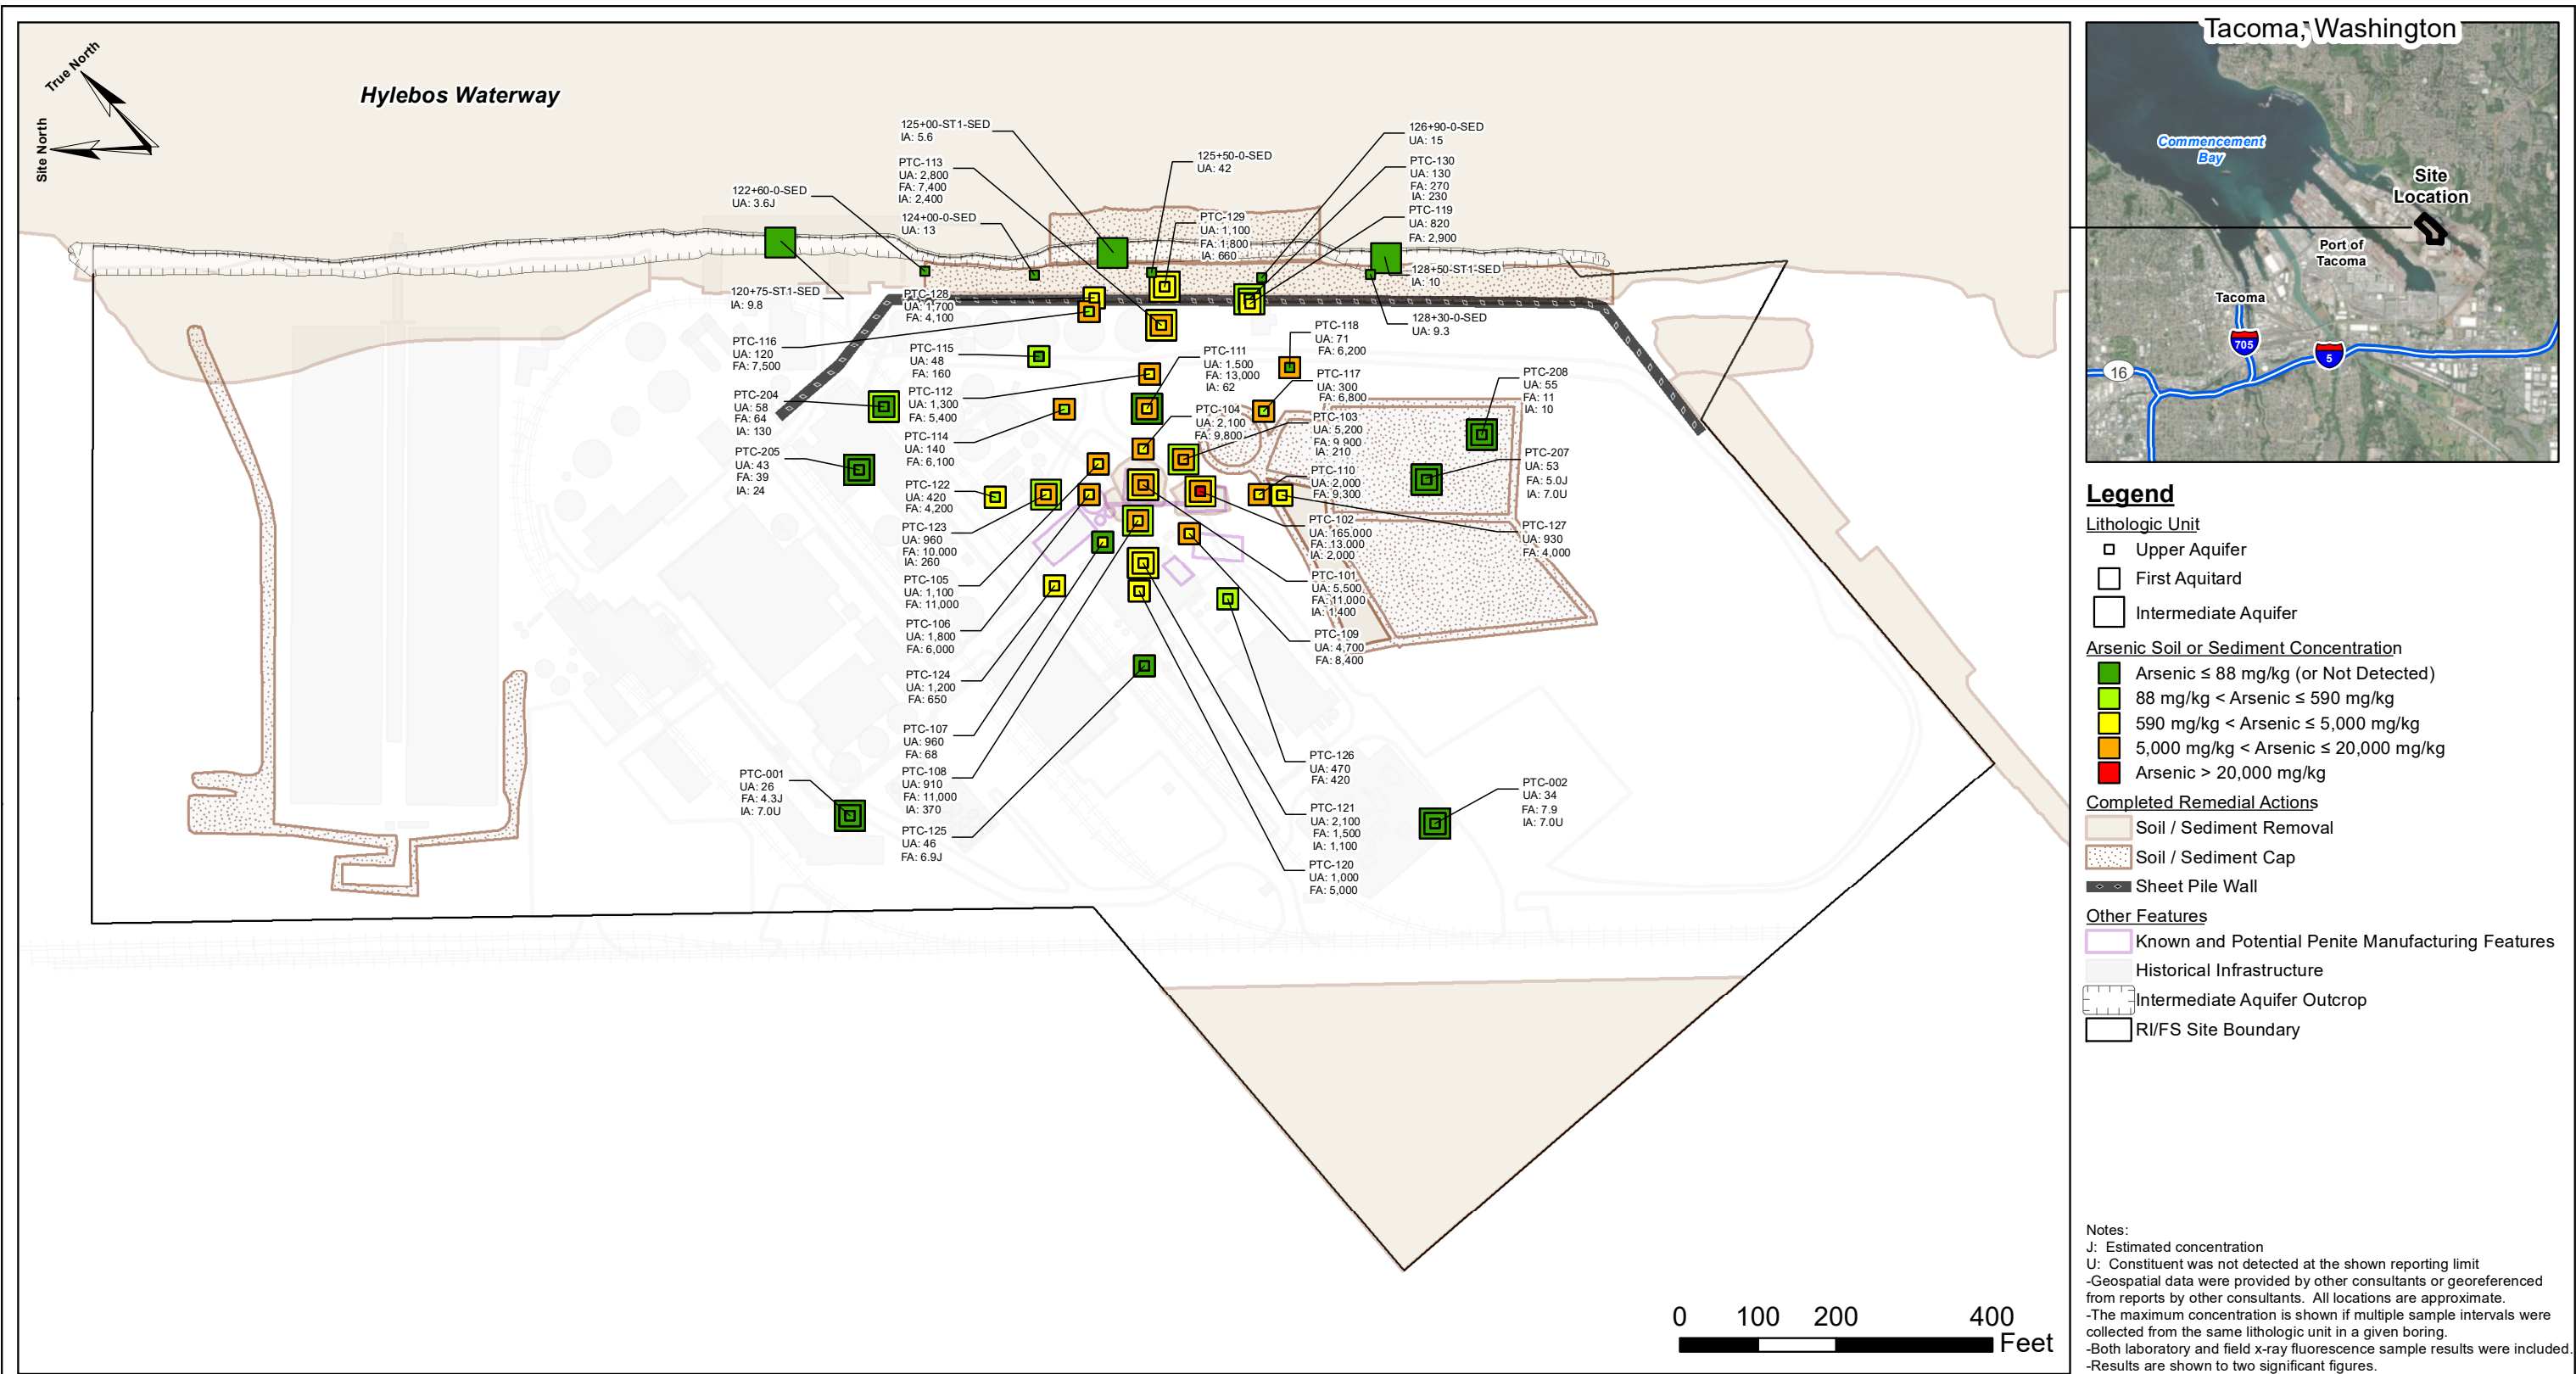 True North
Site North
Hylebos Waterway
125+00-ST1-SED
IA: 5.6
PTC-113
UA: 2,800
FA: 7,400
IA: 2,400
122+60-0-SED
UA: 3.6J
124+00-0-SED
UA: 13
125+50-0-SED
UA: 42
PTC-129
UA: 1,100
FA: 1,800
IA: 660
126+90-0-SED
UA: 15
PTC-130
UA: 130
FA: 270
IA: 230
PTC-119
UA: 820
FA: 2,900
128+50-ST1-SED
IA: 10
128+30-0-SED
UA: 9.3
120+75-ST1-SED
IA: 9.8
PTC-128
UA: 1,700
FA: 4,100
PTC-116
UA: 120
FA: 7,500
PTC-115
UA: 48
FA: 160
PTC-204
UA: 58
FA: 64
IA: 130
PTC-112
UA: 1,300
FA: 5,400
PTC-111
UA: 1,500
FA: 13,000
IA: 62
PTC-118
UA: 71
FA: 6,200
PTC-117
UA: 300
FA: 6,800
PTC-208
UA: 55
FA: 11
IA: 10
PTC-114
UA: 140
FA: 6,100
PTC-104
UA: 2,100
FA: 9,800
PTC-103
UA: 5,200
FA: 9,900
IA: 210
PTC-205
UA: 43
FA: 39
IA: 24
PTC-207
UA: 53
FA: 5.0J
IA: 7.0U
PTC-122
UA: 420
FA: 4,200
PTC-110
UA: 2,000
FA: 9,300
PTC-123
UA: 960
FA: 10,000
IA: 260
PTC-102
UA: 165,000
FA: 13,000
IA: 2,000
PTC-127
UA: 930
FA: 4,000
PTC-105
UA: 1,100
FA: 11,000
PTC-101
UA: 5,500
FA: 11,000
IA: 1,400
PTC-106
UA: 1,800
FA: 6,000
PTC-109
UA: 4,700
FA: 8,400
PTC-124
UA: 1,200
FA: 650
PTC-107
UA: 960
FA: 68
PTC-126
UA: 470
FA: 420
PTC-001
UA: 26
FA: 4.3J
IA: 7.0U
PTC-108
UA: 910
FA: 11,000
IA: 370
PTC-002
UA: 34
FA: 7.9
IA: 7.0U
PTC-121
UA: 2,100
FA: 1,500
IA: 1,100
PTC-125
UA: 46
FA: 6.9J
PTC-120
UA: 1,000
FA: 5,000
0 100 200 400
Feet
Tacoma, Washington
Commencement
Bay
Site
Location
Port of
Tacoma
Tacoma
705
5
16
Legend
Lithologic Unit
Upper Aquifer
First Aquitard
Intermediate Aquifer
Arsenic Soil or Sediment Concentration
Arsenic ≤ 88 mg/kg (or Not Detected)
88 mg/kg < Arsenic ≤ 590 mg/kg
590 mg/kg < Arsenic ≤ 5,000 mg/kg
5,000 mg/kg < Arsenic ≤ 20,000 mg/kg
Arsenic > 20,000 mg/kg
Completed Remedial Actions
Soil / Sediment Removal
Soil / Sediment Cap
Sheet Pile Wall
Other Features
Known and Potential Penite Manufacturing Features
Historical Infrastructure
Intermediate Aquifer Outcrop
RI/FS Site Boundary
Notes:
J: Estimated concentration
U: Constituent was not detected at the shown reporting limit
-Geospatial data were provided by other consultants or georeferenced
from reports by other consultants. All locations are approximate.
-The maximum concentration is shown if multiple sample intervals were
collected from the same lithologic unit in a given boring.
-Both laboratory and field x-ray fluorescence sample results were included.
-Results are shown to two significant figures.